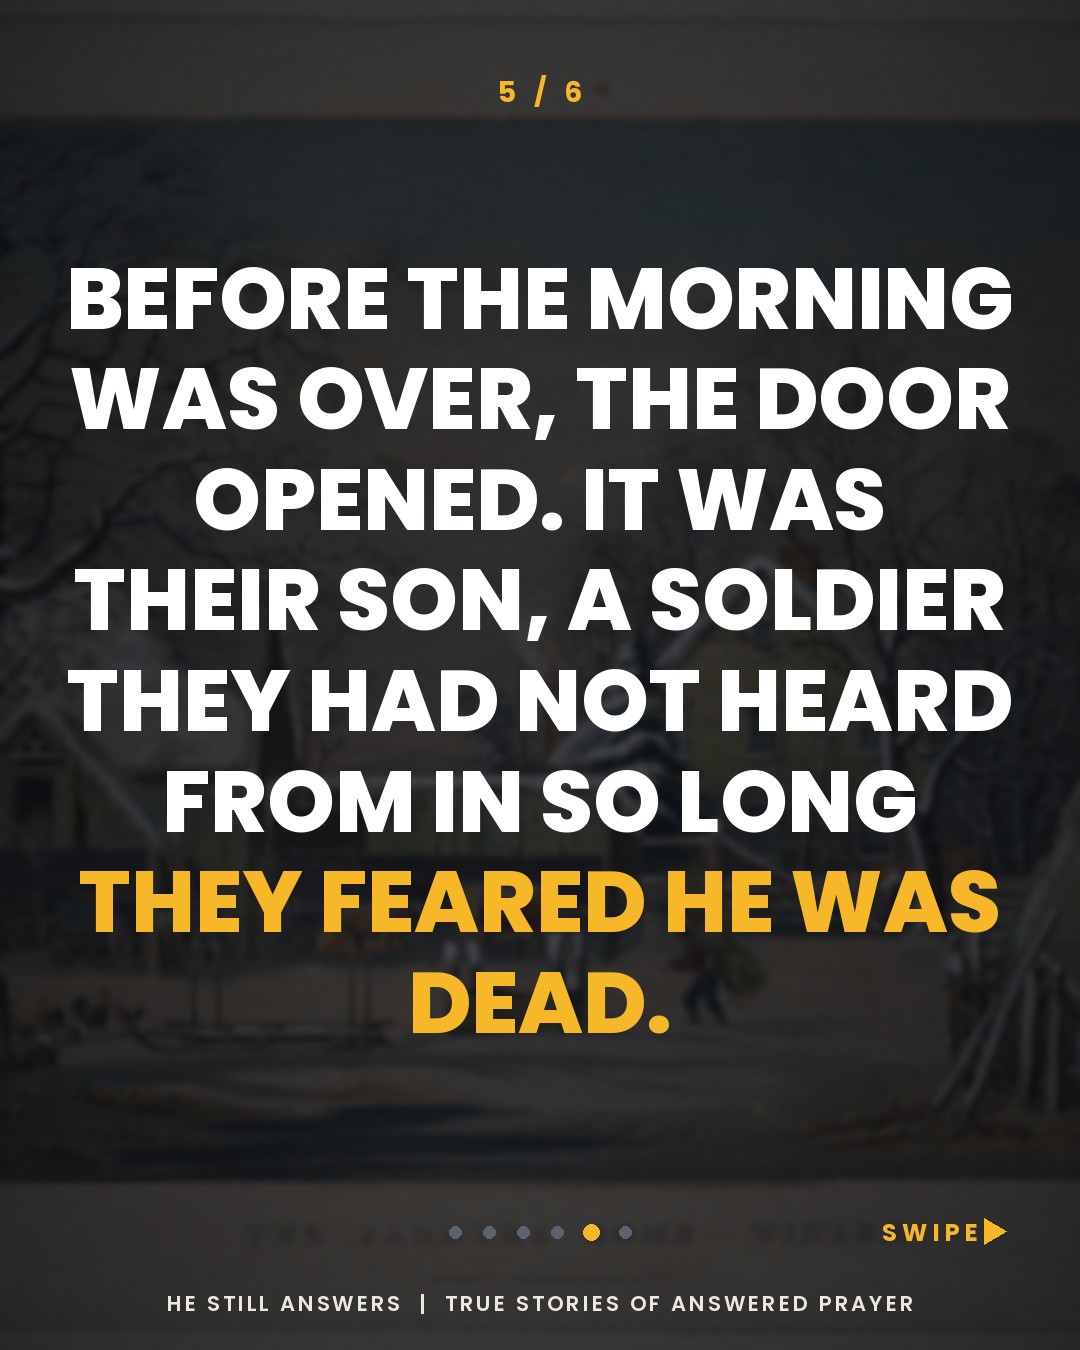 5 / 6
BEFORE THE MORNING
WAS OVER, THE DOOR
OPENED. IT WAS
THEIR SON, A SOLDIER
THEY HAD NOT HEARD
FROM IN SO LONG
THEY FEARED HE WAS
DEAD.
SWIPE
HE STILL ANSWERS | TRUE STORIES OF ANSWERED PRAYER